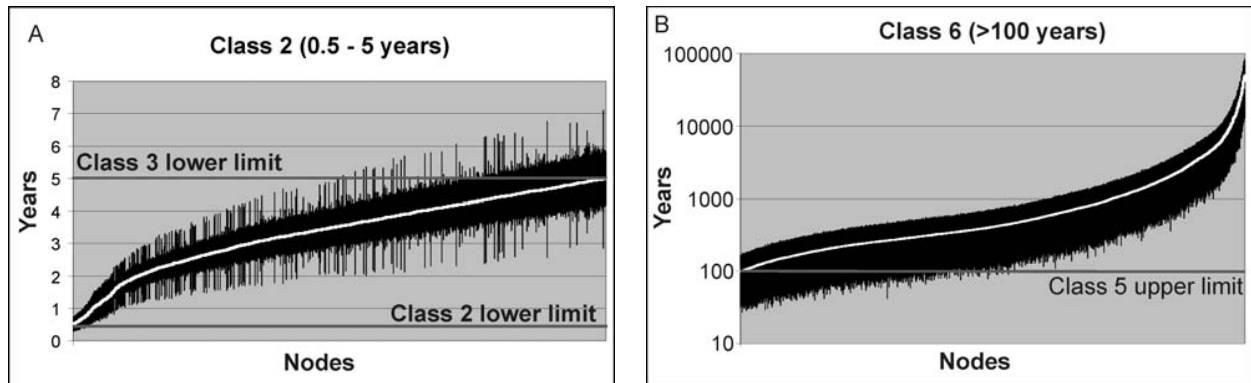 A
Class 2 (0.5 - 5 years)
8
7
6
5
4
3
2
1
0
Years
Class 3 lower limit
Class 2 lower limit
Nodes
B
Class 6 (>100 years)
100000
10000
1000
100
10
Years
Class 5 upper limit
Nodes